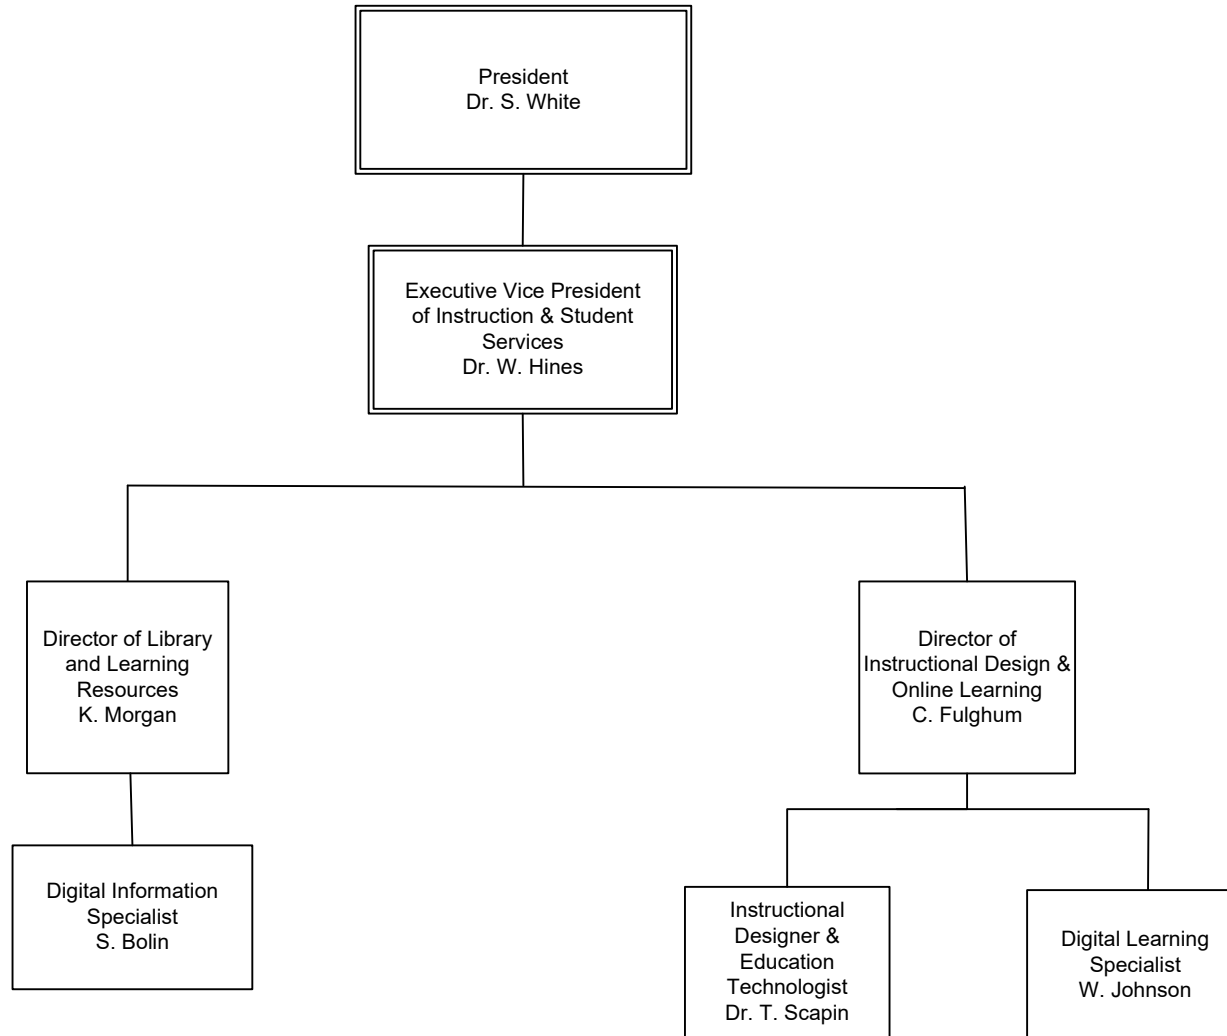 President
Dr. S. White
Executive Vice President
of Instruction & Student
Services
Dr. W. Hines
Director of Library
and Learning
Resources
K. Morgan
Director of
Instructional Design &
Online Learning
C. Fulghum
Digital Information
Specialist
S. Bolin
Instructional
Designer &
Education
Technologist
Dr. T. Scapin
Digital Learning
Specialist
W. Johnson